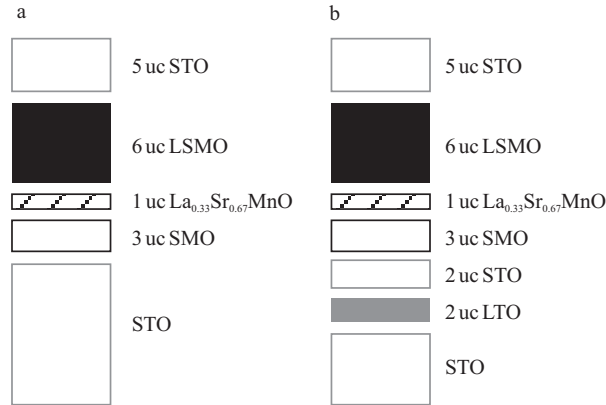 a
5 uc STO
6 uc LSMO
1 uc La0.33Sr0.67MnO
3 uc SMO
STO
b
5 uc STO
6 uc LSMO
1 uc La0.33Sr0.67MnO
3 uc SMO
2 uc STO
2 uc LTO
STO